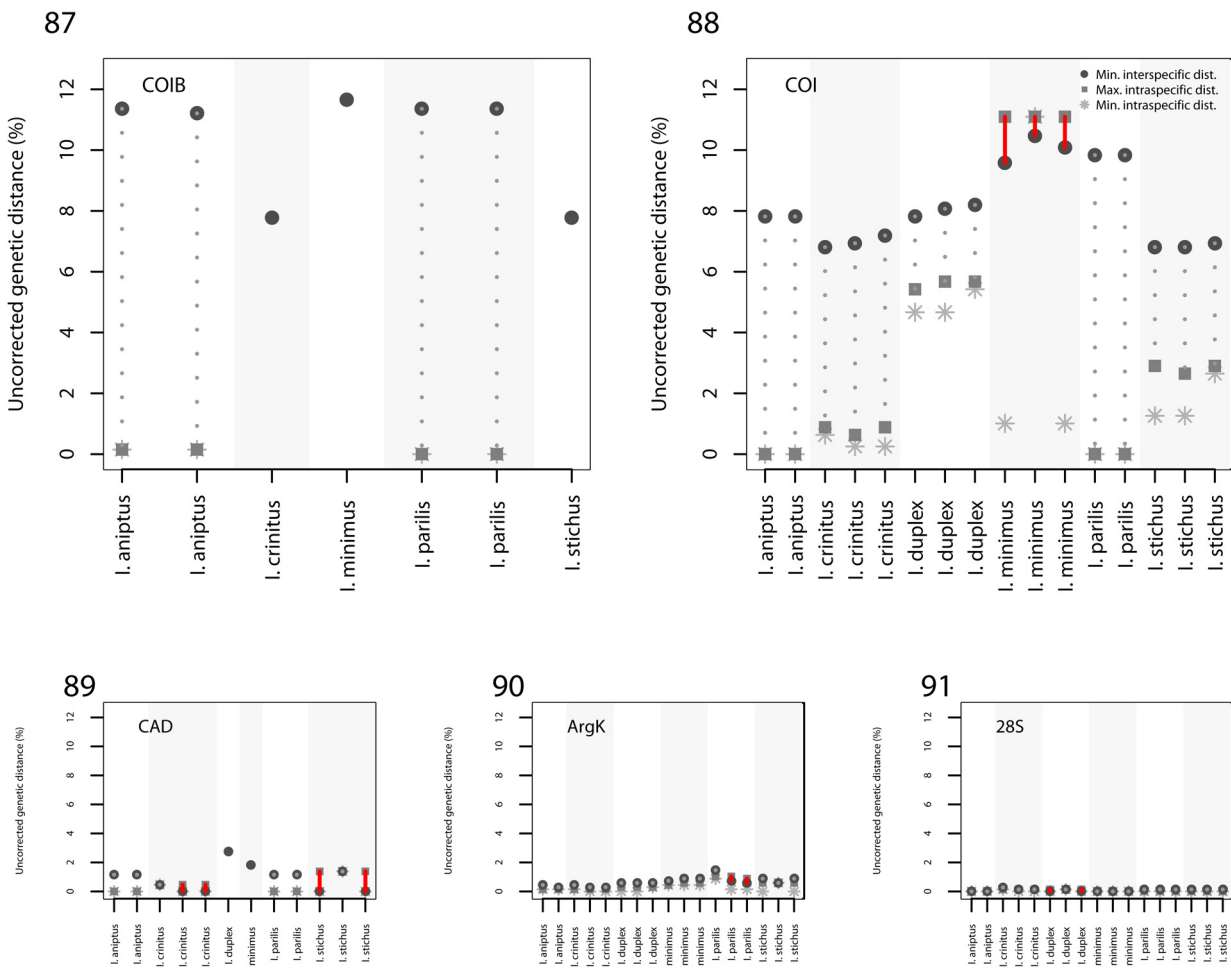 87
88
COIB
COI
Min. interspecific dist.
Max. intraspecific dist.
Min. intraspecific dist.
Uncorrected genetic distance (%)
12
10
8
6
4
2
0
Uncorrected genetic distance (%)
12
10
8
6
4
2
0
I. aniptus
I. aniptus
I. crinitus
I. minimus
I. parilis
I. parilis
I. stichus
I. aniptus
I. aniptus
I. crinitus
I. crinitus
I. crinitus
I. duplex
I. duplex
I. duplex
I. minimus
I. minimus
I. minimus
I. parilis
I. parilis
I. stichus
I. stichus
I. stichus
89
90
91
CAD
ArgK
28S
Uncorrected genetic distance (%)
12
10
8
6
4
2
0
Uncorrected genetic distance (%)
12
10
8
6
4
2
0
Uncorrected genetic distance (%)
12
10
8
6
4
2
0
I. aniptus
I. aniptus
I. crinitus
I. crinitus
I. crinitus
I. duplex
minimus
I. parilis
I. parilis
I. stichus
I. stichus
I. stichus
I. aniptus
I. aniptus
I. crinitus
I. crinitus
I. crinitus
I. duplex
I. duplex
I. duplex
minimus
minimus
minimus
I. parilis
I. parilis
I. parilis
I. stichus
I. stichus
I. stichus
I. aniptus
I. aniptus
I. crinitus
I. crinitus
I. crinitus
I. duplex
I. duplex
I. duplex
minimus
minimus
minimus
I. parilis
I. parilis
I. parilis
I. stichus
I. stichus
I. stichus